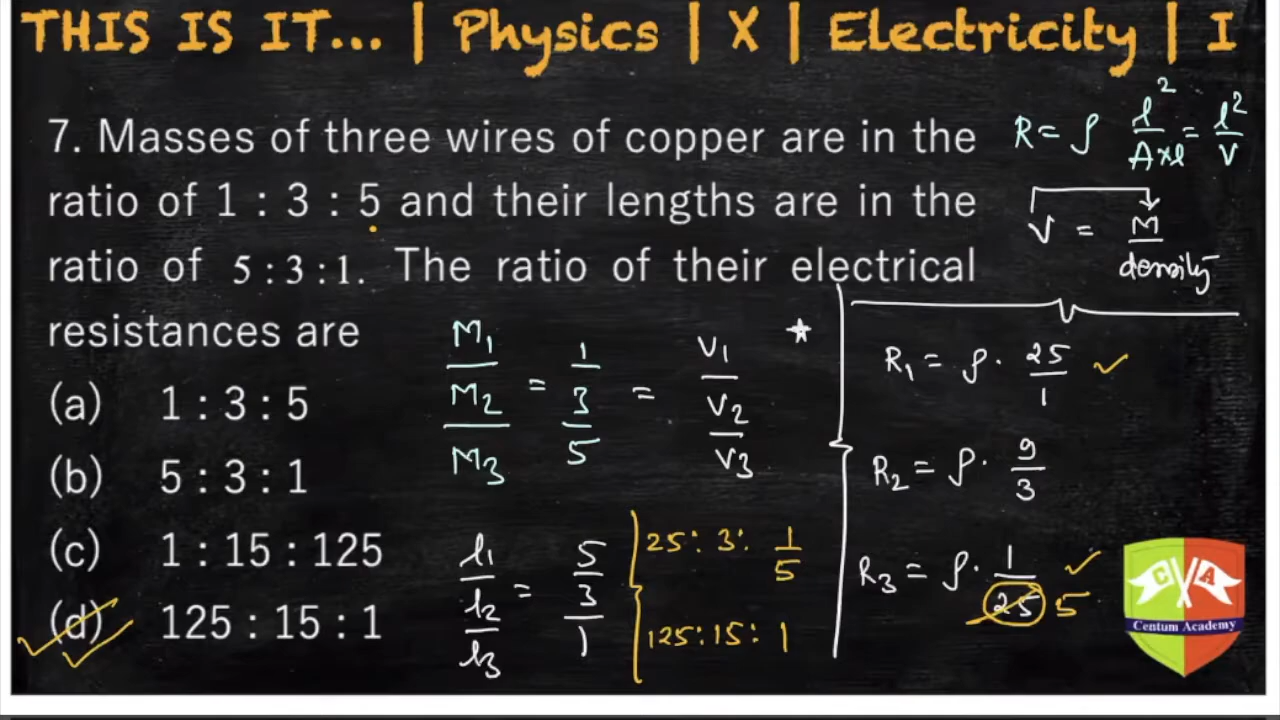 THIS IS IT... | Physics | X | Electricity | I
7. Masses of three wires of copper are in the
ratio of 1 : 3 : 5 and their lengths are in the
ratio of 5 : 3 : 1. The ratio of their electrical
resistances are
(a) 1 : 3 : 5
(b) 5 : 3 : 1
(c) 1 : 15 : 125
(d) 125 : 15 : 1
R = ρ l²/A×l = l²/V
V = M/density
M₁/M₂/M₃ = 1/3/5 = V₁/V₂/V₃
l₁/l₂/l₃ = 5/3/1
25 : 3 : 1/5
125 : 15 : 1
R₁ = ρ · 25/1
R₂ = ρ · 9/3
R₃ = ρ · 1/25 5
C A
Centum Academy